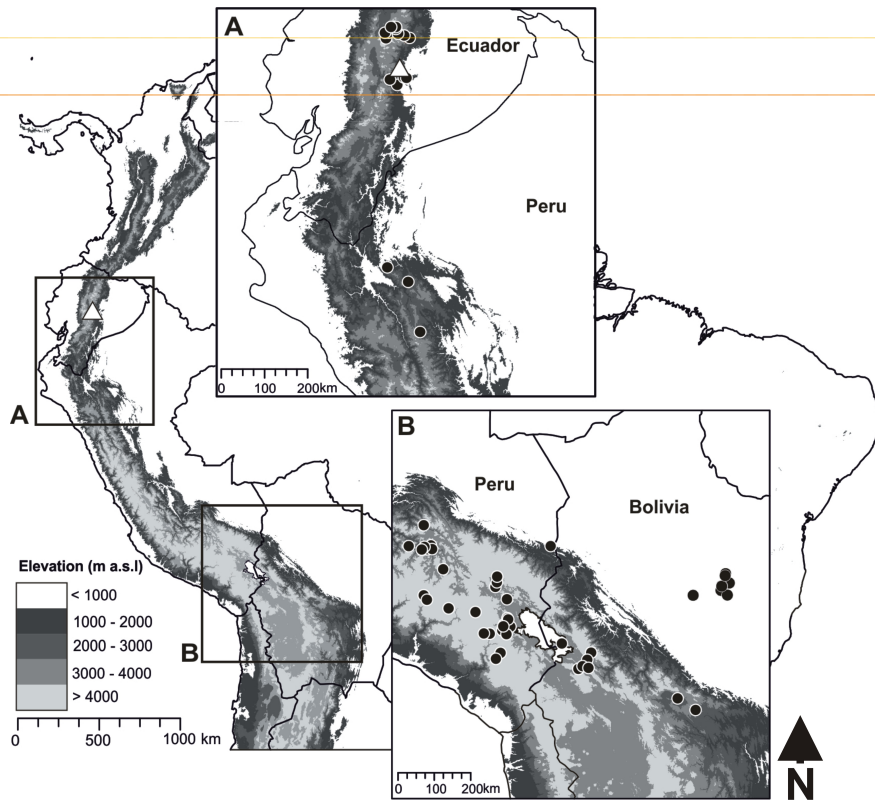 A
Ecuador
Peru
0 100 200km
A
B
Peru
Bolivia
0 100 200km
Elevation (m a.s.l)
< 1000
1000 - 2000
2000 - 3000
3000 - 4000
> 4000
B
0 500 1000 km
N